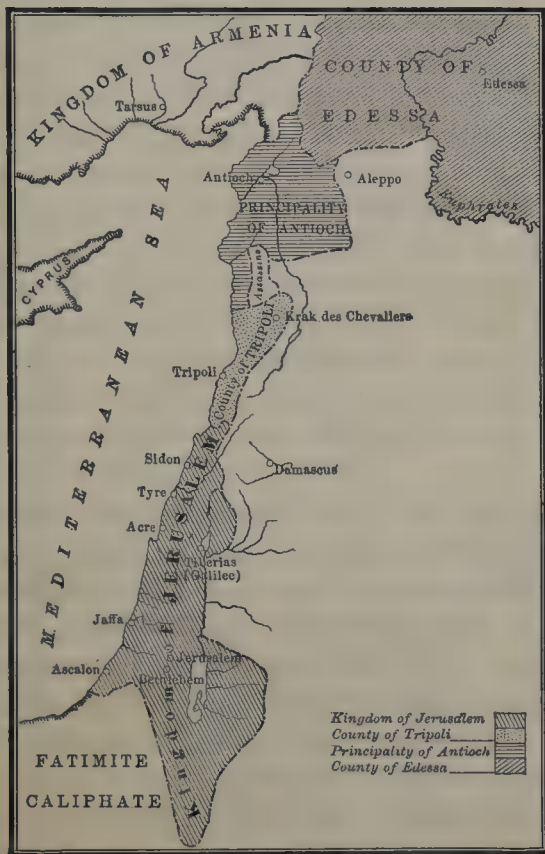 KINGDOM OF ARMENIA
COUNTY OF
EDESSA
Edessa
Tarsus
Antioch
Aleppo
PRINCIPALITY
OF ANTIOCH
Euphrates
CYPRUS
MEDITERRANEAN SEA
Assassins
Krak des Chevaliers
County of TRIPOLI
Tripoli
Sidon
Damascus
Tyre
Acre
Tiberias
(Galilee)
Kingdom OF JERUSALEM
Jaffa
Jerusalem
Ascalon
Bethlehem
FATIMITE
CALIPHATE
Kingdom of Jerusalem
County of Tripoli
Principality of Antioch
County of Edessa